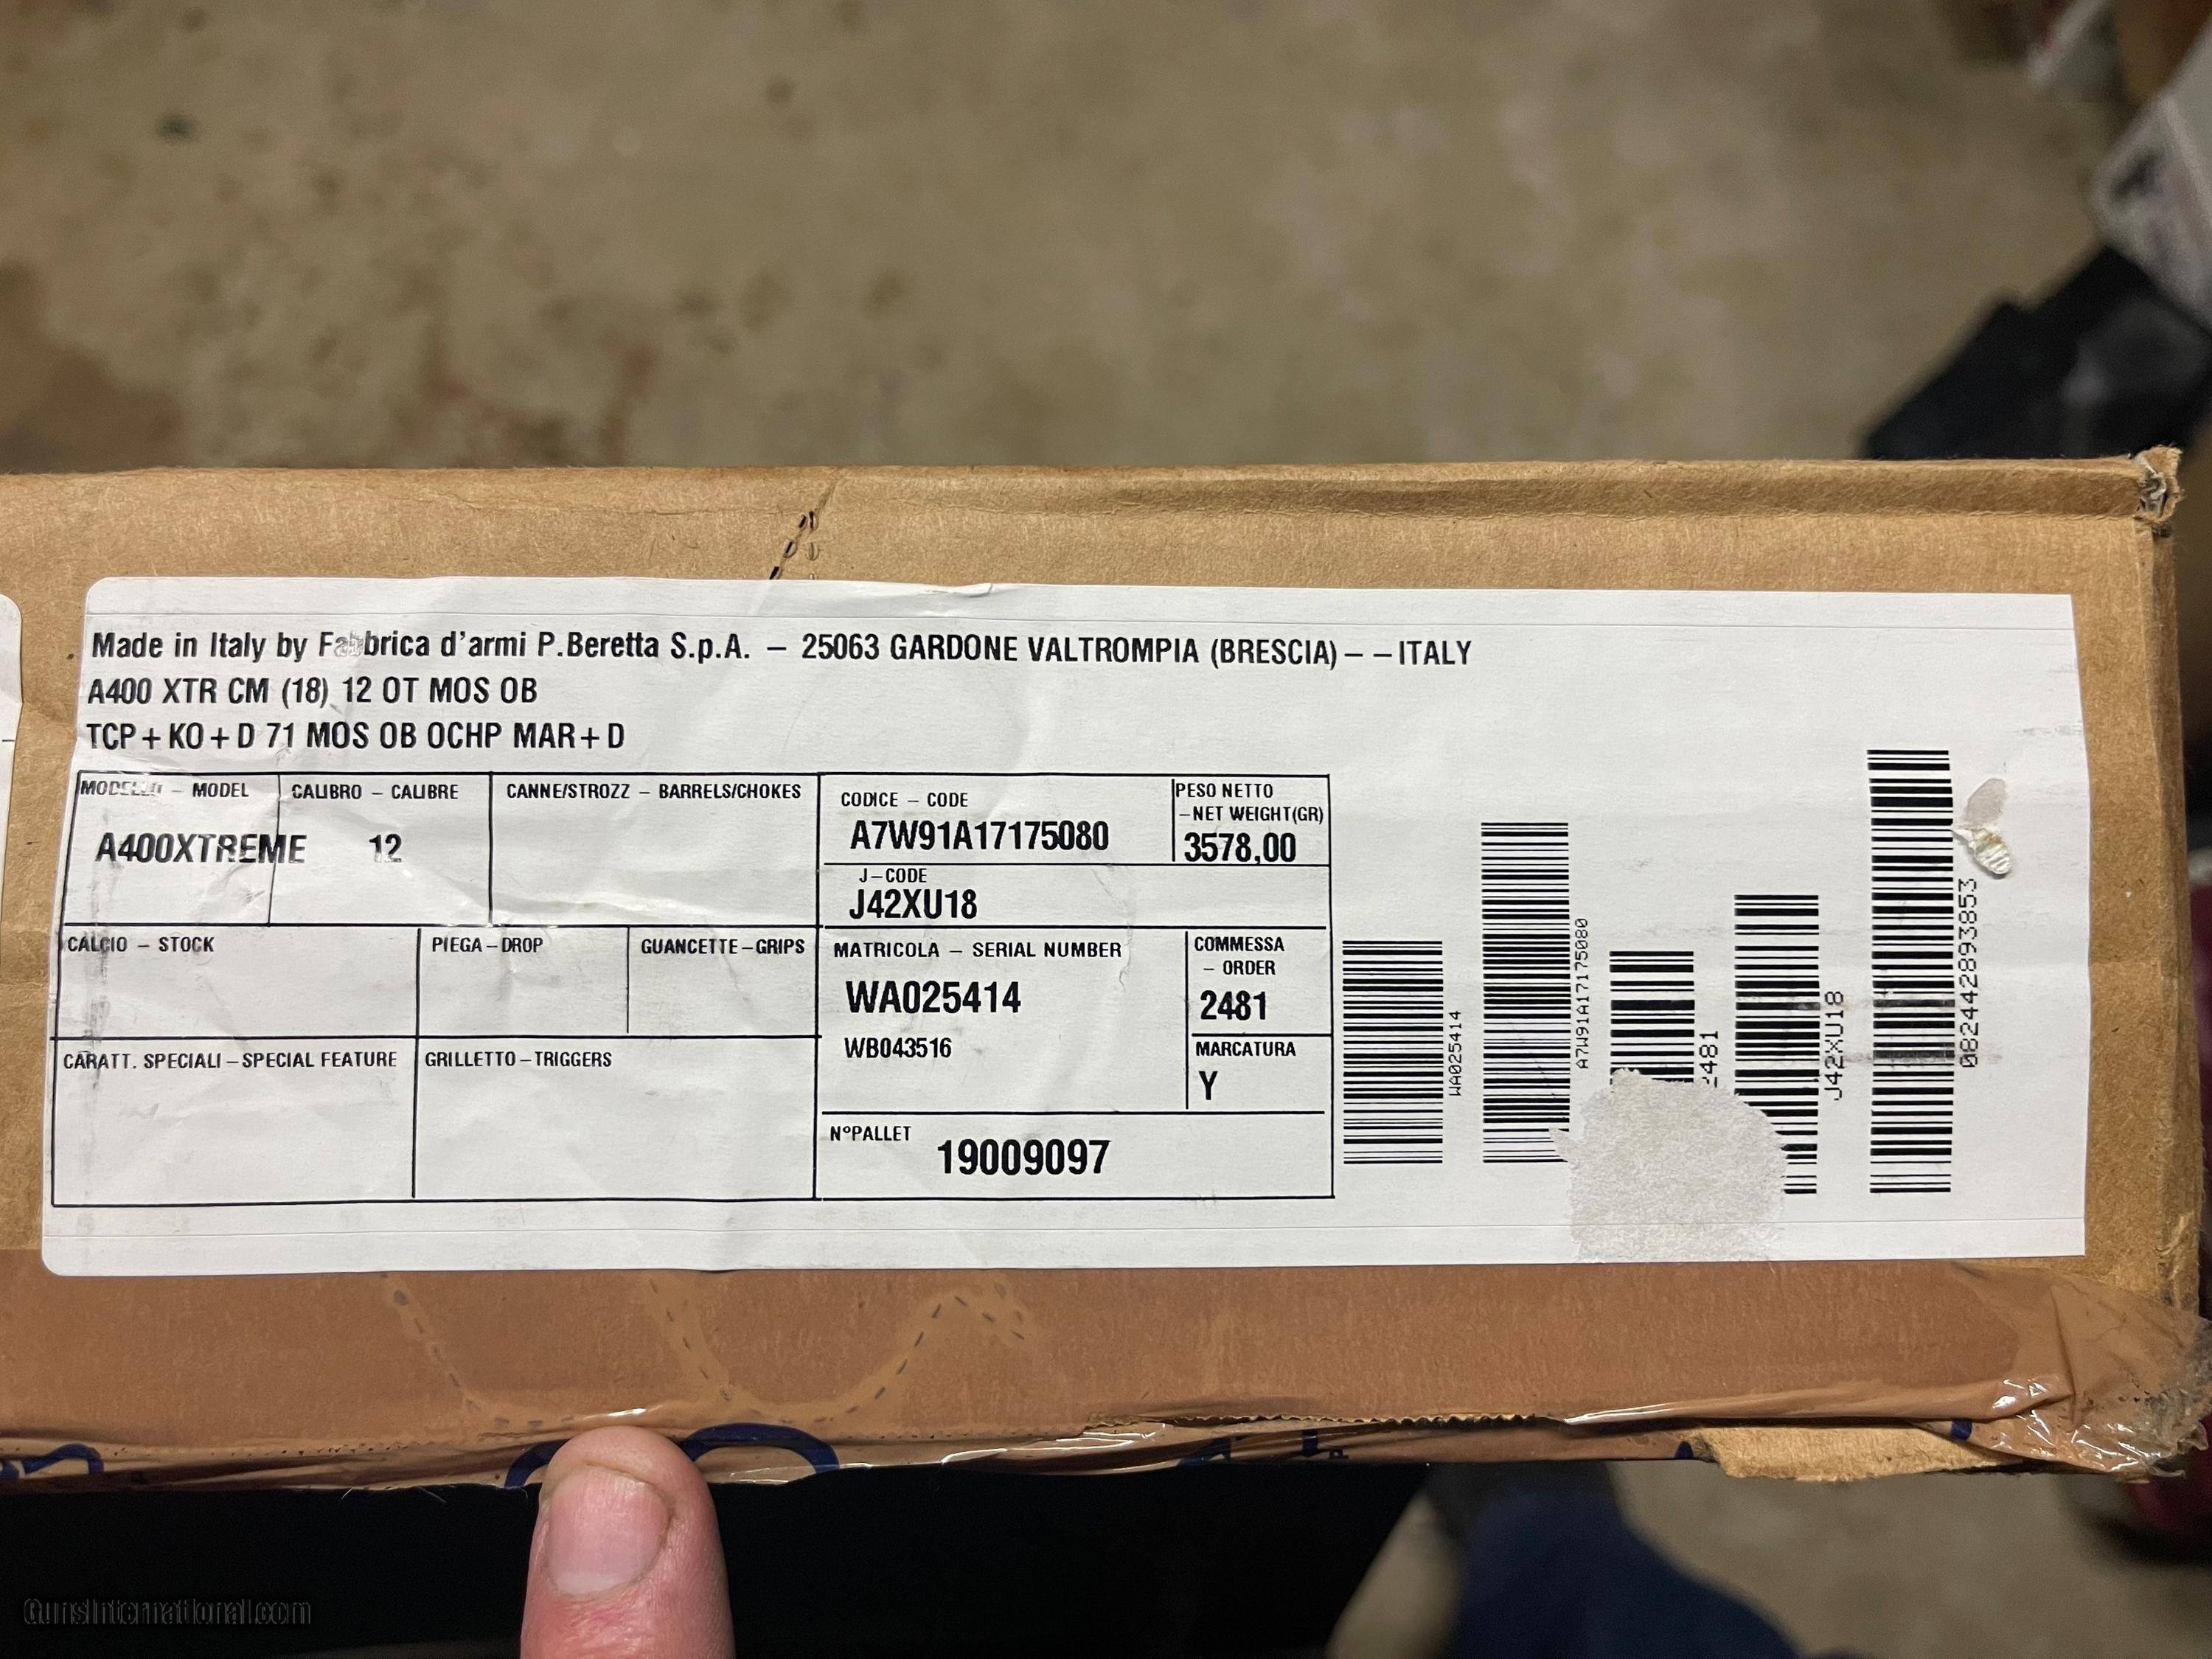 Made in Italy by Fabbrica d'armi P.Beretta S.p.A. – 25063 GARDONE VALTROMPIA (BRESCIA) – – ITALY
A400 XTR CM (18) 12 OT MOS OB
TCP+KO+D 71 MOS OB OCHP MAR+D
MODELLO – MODEL
A400XTREME
CALIBRO – CALIBRE
12
CANNE/STROZZ – BARRELS/CHOKES
CODICE – CODE
A7W91A17175080
PESO NETTO
–NET WEIGHT(GR)
3578,00
J–CODE
J42XU18
CALCIO – STOCK
PIEGA–DROP
GUANCETTE–GRIPS
MATRICOLA – SERIAL NUMBER
WA025414
WB043516
COMMESSA
– ORDER
2481
MARCATURA
Y
CARATT. SPECIALI–SPECIAL FEATURE
GRILLETTO–TRIGGERS
N°PALLET
19009097
WA025414
A7W91A17175080
2481
J42XU18
082442893853
GunsInternational.com